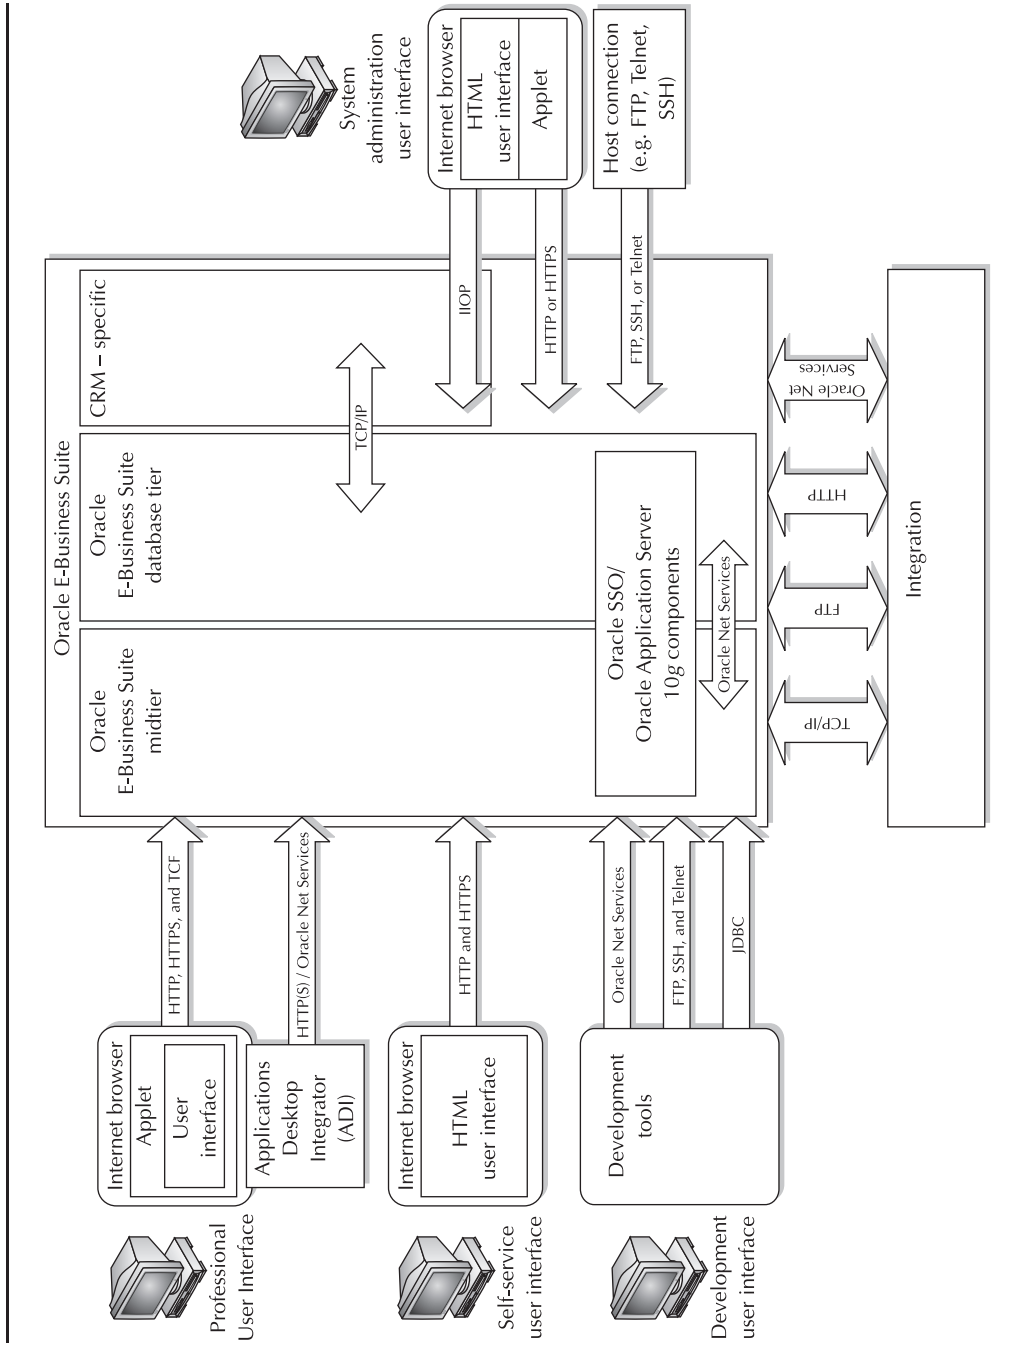 Professional
User Interface
Internet browser
Applet
User
interface
Applications
Desktop
Integrator
(ADI)
HTTP, HTTPS, and TCF
HTTP(S) / Oracle Net Services
Self-service
user interface
Internet browser
HTML
user interface
HTTP and HTTPS
Development
user interface
Development
tools
Oracle Net Services
FTP, SSH, and Telnet
JDBC
Oracle E-Business Suite
Oracle
E-Business Suite
midtier
Oracle
E-Business Suite
database tier
CRM – specific
TCP/IP
Oracle SSO/
Oracle Application Server
10g components
Oracle Net Services
System
administration
user interface
Internet browser
HTML
user interface
Applet
Host connection
(e.g. FTP, Telnet,
SSH)
IIOP
HTTP or HTTPS
FTP, SSH, or Telnet
TCP/IP
FTP
HTTP
Oracle Net
Services
Integration